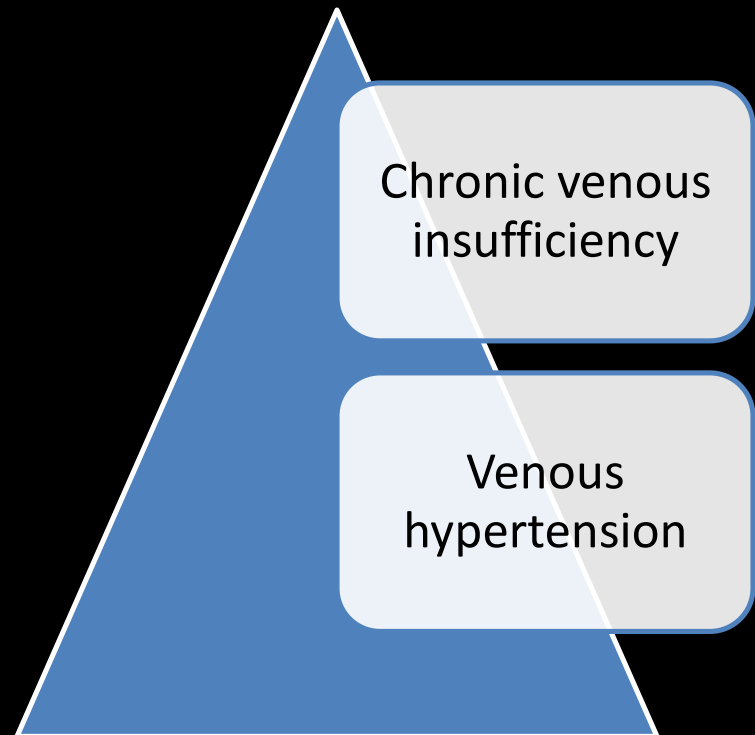 Chronic venous
insufficiency
Venous
hypertension